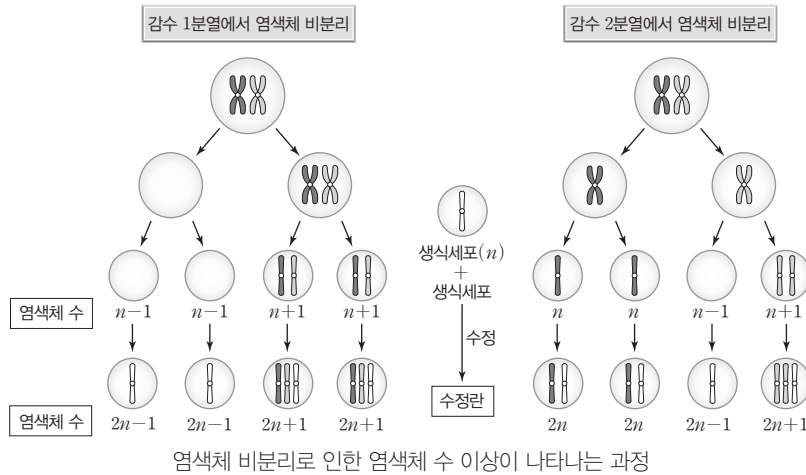 감수 1분열에서 염색체 비분리
감수 2분열에서 염색체 비분리
생식세포(n)
+
생식세포
염색체 수
n-1
n-1
n+1
n+1
n
n
n-1
n+1
수정
수정란
염색체 수
2n-1
2n-1
2n+1
2n+1
2n
2n
2n-1
2n+1
염색체 비분리로 인한 염색체 수 이상이 나타나는 과정